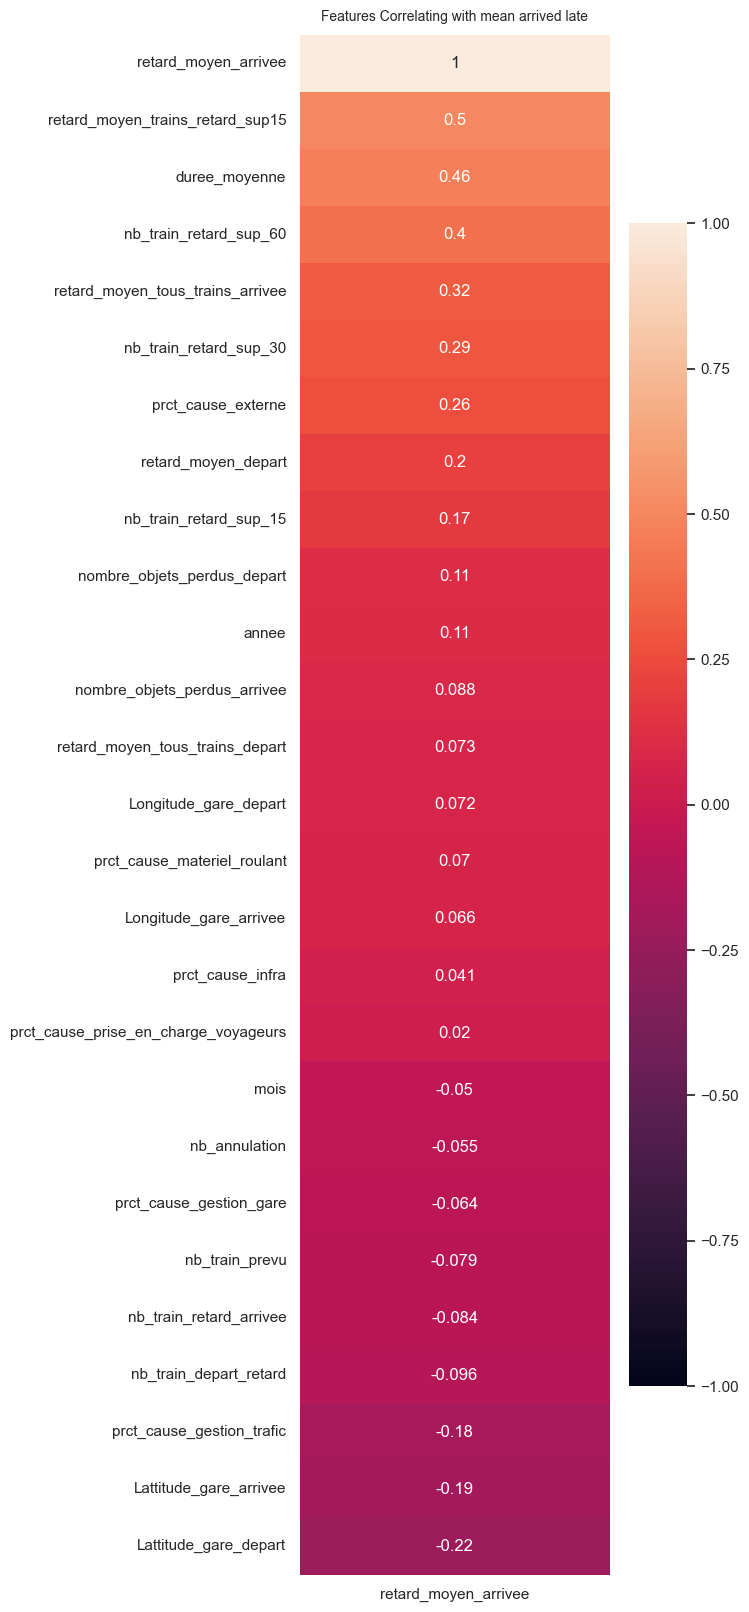 Features Correlating with mean arrived late
retard_moyen_arrivee 1
retard_moyen_trains_retard_sup15 0.5
duree_moyenne 0.46
nb_train_retard_sup_60 0.4
retard_moyen_tous_trains_arrivee 0.32
nb_train_retard_sup_30 0.29
prct_cause_externe 0.26
retard_moyen_depart 0.2
nb_train_retard_sup_15 0.17
nombre_objets_perdus_depart 0.11
annee 0.11
nombre_objets_perdus_arrivee 0.088
retard_moyen_tous_trains_depart 0.073
Longitude_gare_depart 0.072
prct_cause_materiel_roulant 0.07
Longitude_gare_arrivee 0.066
prct_cause_infra 0.041
prct_cause_prise_en_charge_voyageurs 0.02
mois -0.05
nb_annulation -0.055
prct_cause_gestion_gare -0.064
nb_train_prevu -0.079
nb_train_retard_arrivee -0.084
nb_train_depart_retard -0.096
prct_cause_gestion_trafic -0.18
Lattitude_gare_arrivee -0.19
Lattitude_gare_depart -0.22
retard_moyen_arrivee
1.00
0.75
0.50
0.25
0.00
−0.25
−0.50
−0.75
−1.00